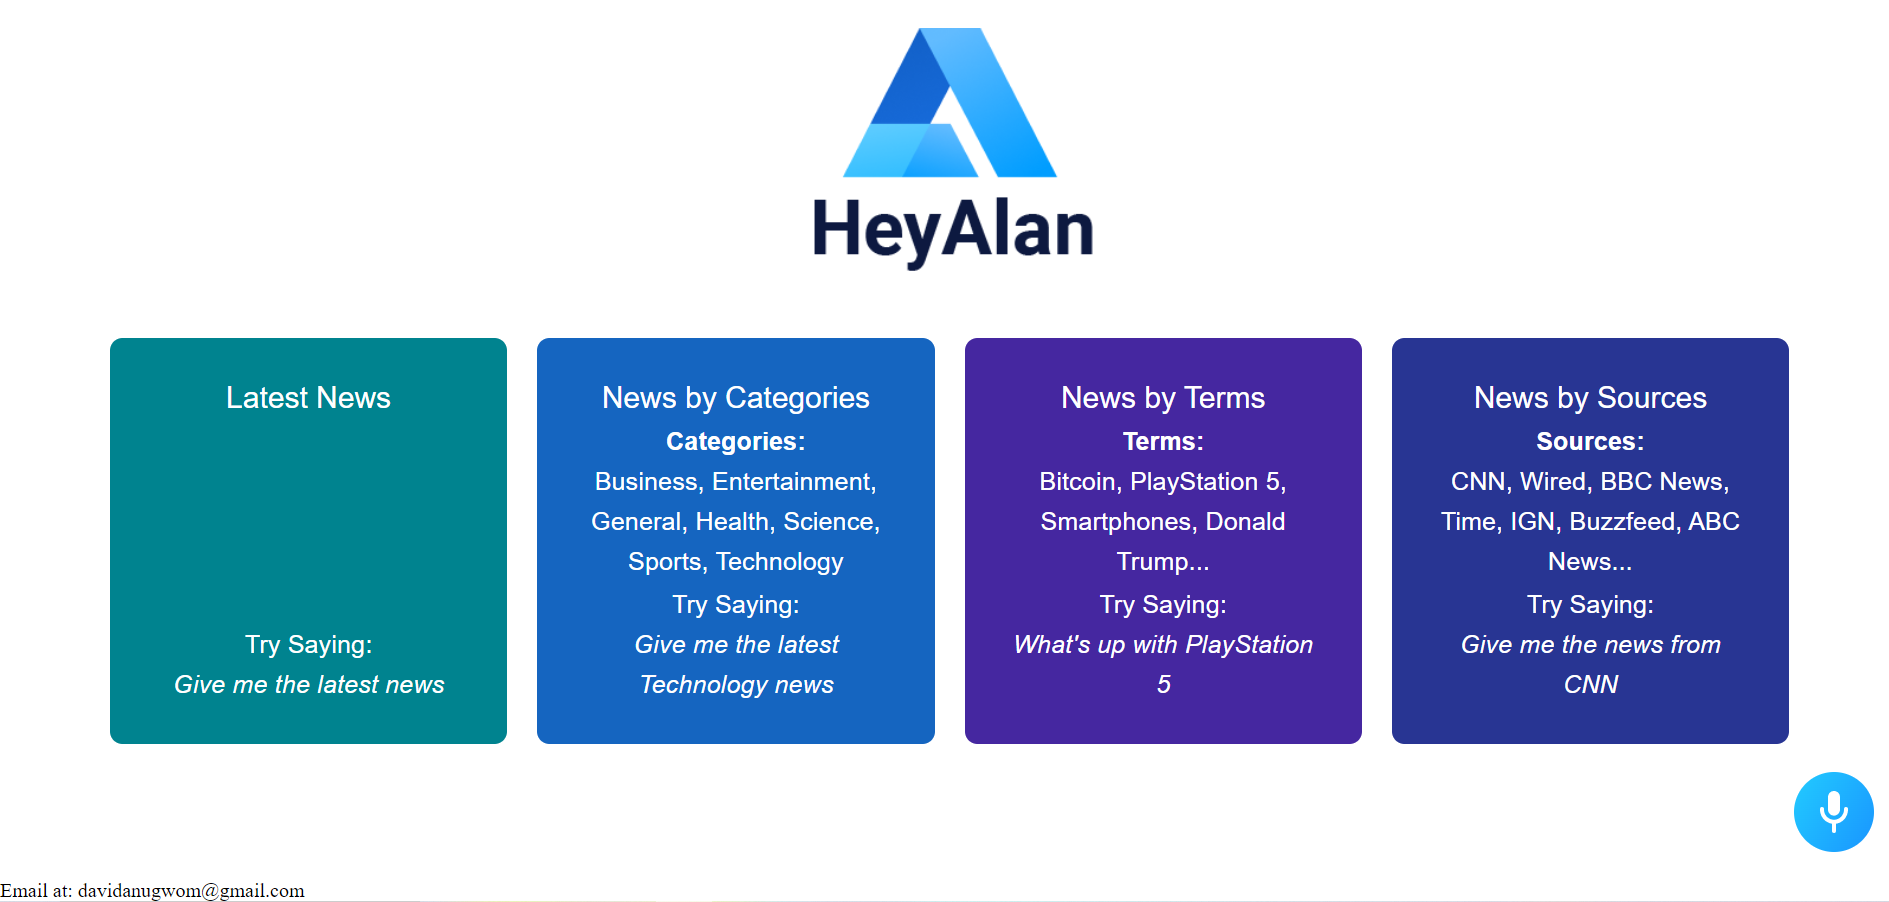 HeyAlan
Latest News
Try Saying:
Give me the latest news
News by Categories
Categories:
Business, Entertainment,
General, Health, Science,
Sports, Technology
Try Saying:
Give me the latest
Technology news
News by Terms
Terms:
Bitcoin, PlayStation 5,
Smartphones, Donald
Trump...
Try Saying:
What's up with PlayStation
5
News by Sources
Sources:
CNN, Wired, BBC News,
Time, IGN, Buzzfeed, ABC
News...
Try Saying:
Give me the news from
CNN
Email at: davidanugwom@gmail.com